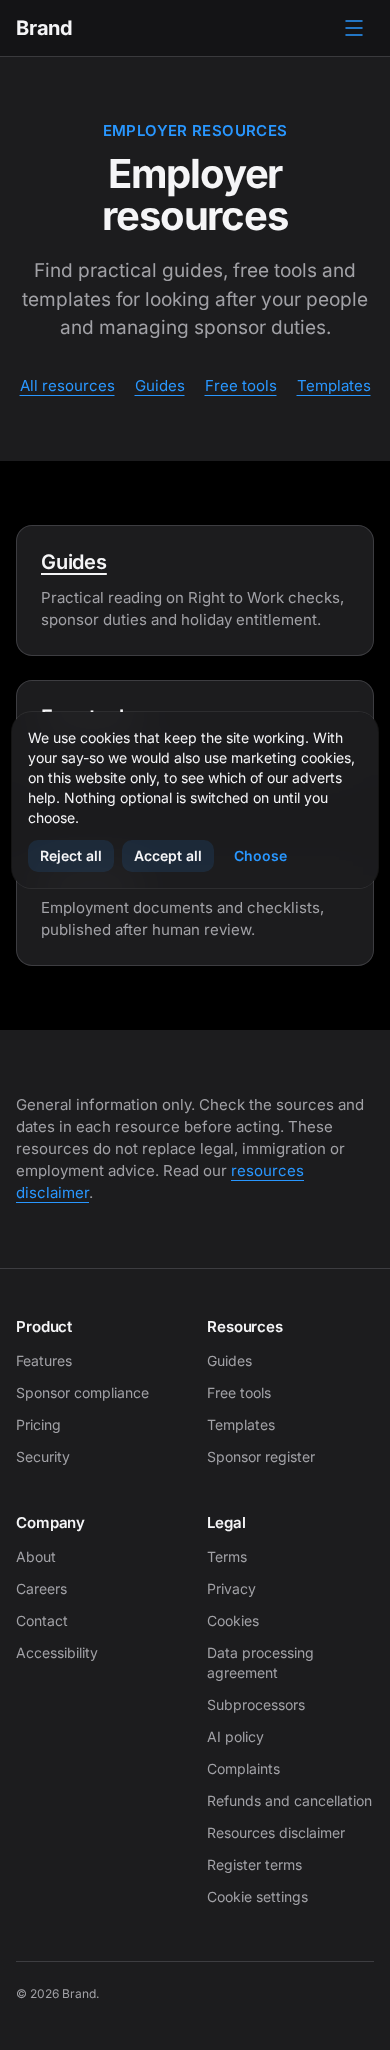 Brand
EMPLOYER RESOURCES
Employer
resources
Find practical guides, free tools and
templates for looking after your people
and managing sponsor duties.
All resources Guides Free tools Templates
Guides
Practical reading on Right to Work checks,
sponsor duties and holiday entitlement.
We use cookies that keep the site working. With
your say-so we would also use marketing cookies,
on this website only, to see which of our adverts
help. Nothing optional is switched on until you
choose.
Reject all Accept all Choose
Employment documents and checklists,
published after human review.
General information only. Check the sources and
dates in each resource before acting. These
resources do not replace legal, immigration or
employment advice. Read our resources
disclaimer.
Product
Features
Sponsor compliance
Pricing
Security
Resources
Guides
Free tools
Templates
Sponsor register
Company
About
Careers
Contact
Accessibility
Legal
Terms
Privacy
Cookies
Data processing
agreement
Subprocessors
AI policy
Complaints
Refunds and cancellation
Resources disclaimer
Register terms
Cookie settings
© 2026 Brand.